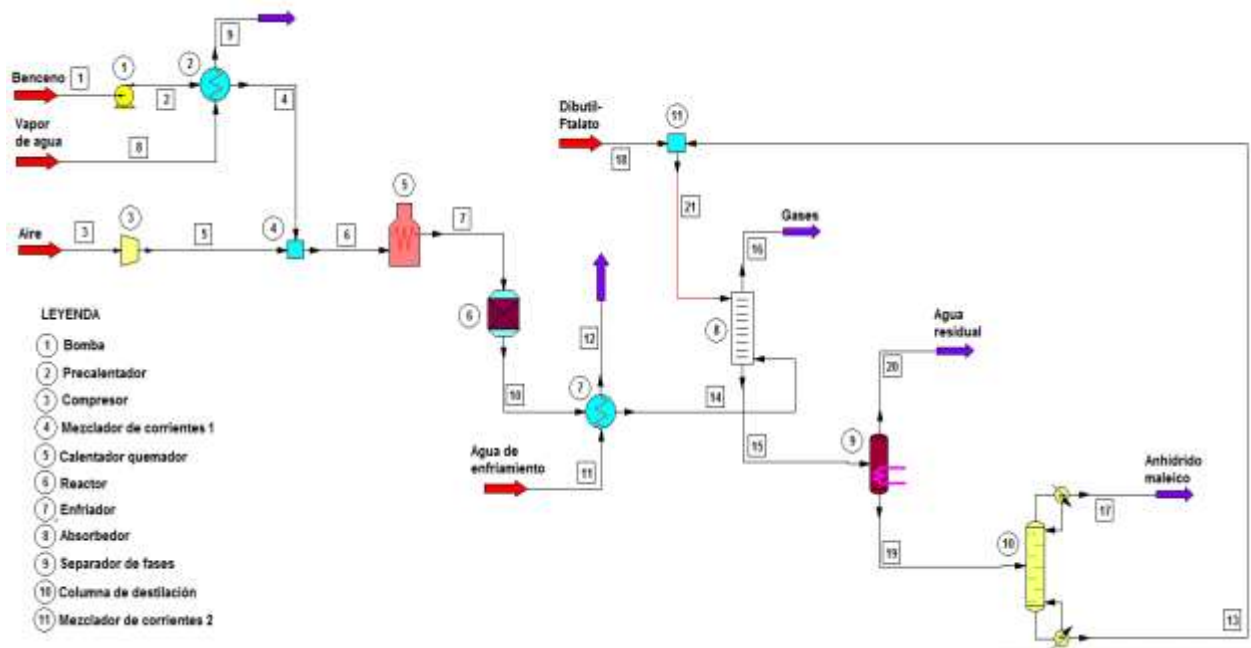 9
Benceno 1 1 2
2 4
Vapor
de agua
8
Dibutil-
Ftalato
11
18
Aire 3 3 5 4 6 5 7
21
Gases
16
LEYENDA
1 Bomba
2 Precalentador
3 Compresor
4 Mezclador de corrientes 1
5 Calentador quemador
6 Reactor
7 Enfriador
8 Absorbedor
9 Separador de fases
10 Columna de destilación
11 Mezclador de corrientes 2
6
12
8
Agua
residual
20
10 7 14
15 9
Agua de
enfriamiento
11
Anhídrido
maleico
17
19 10
13